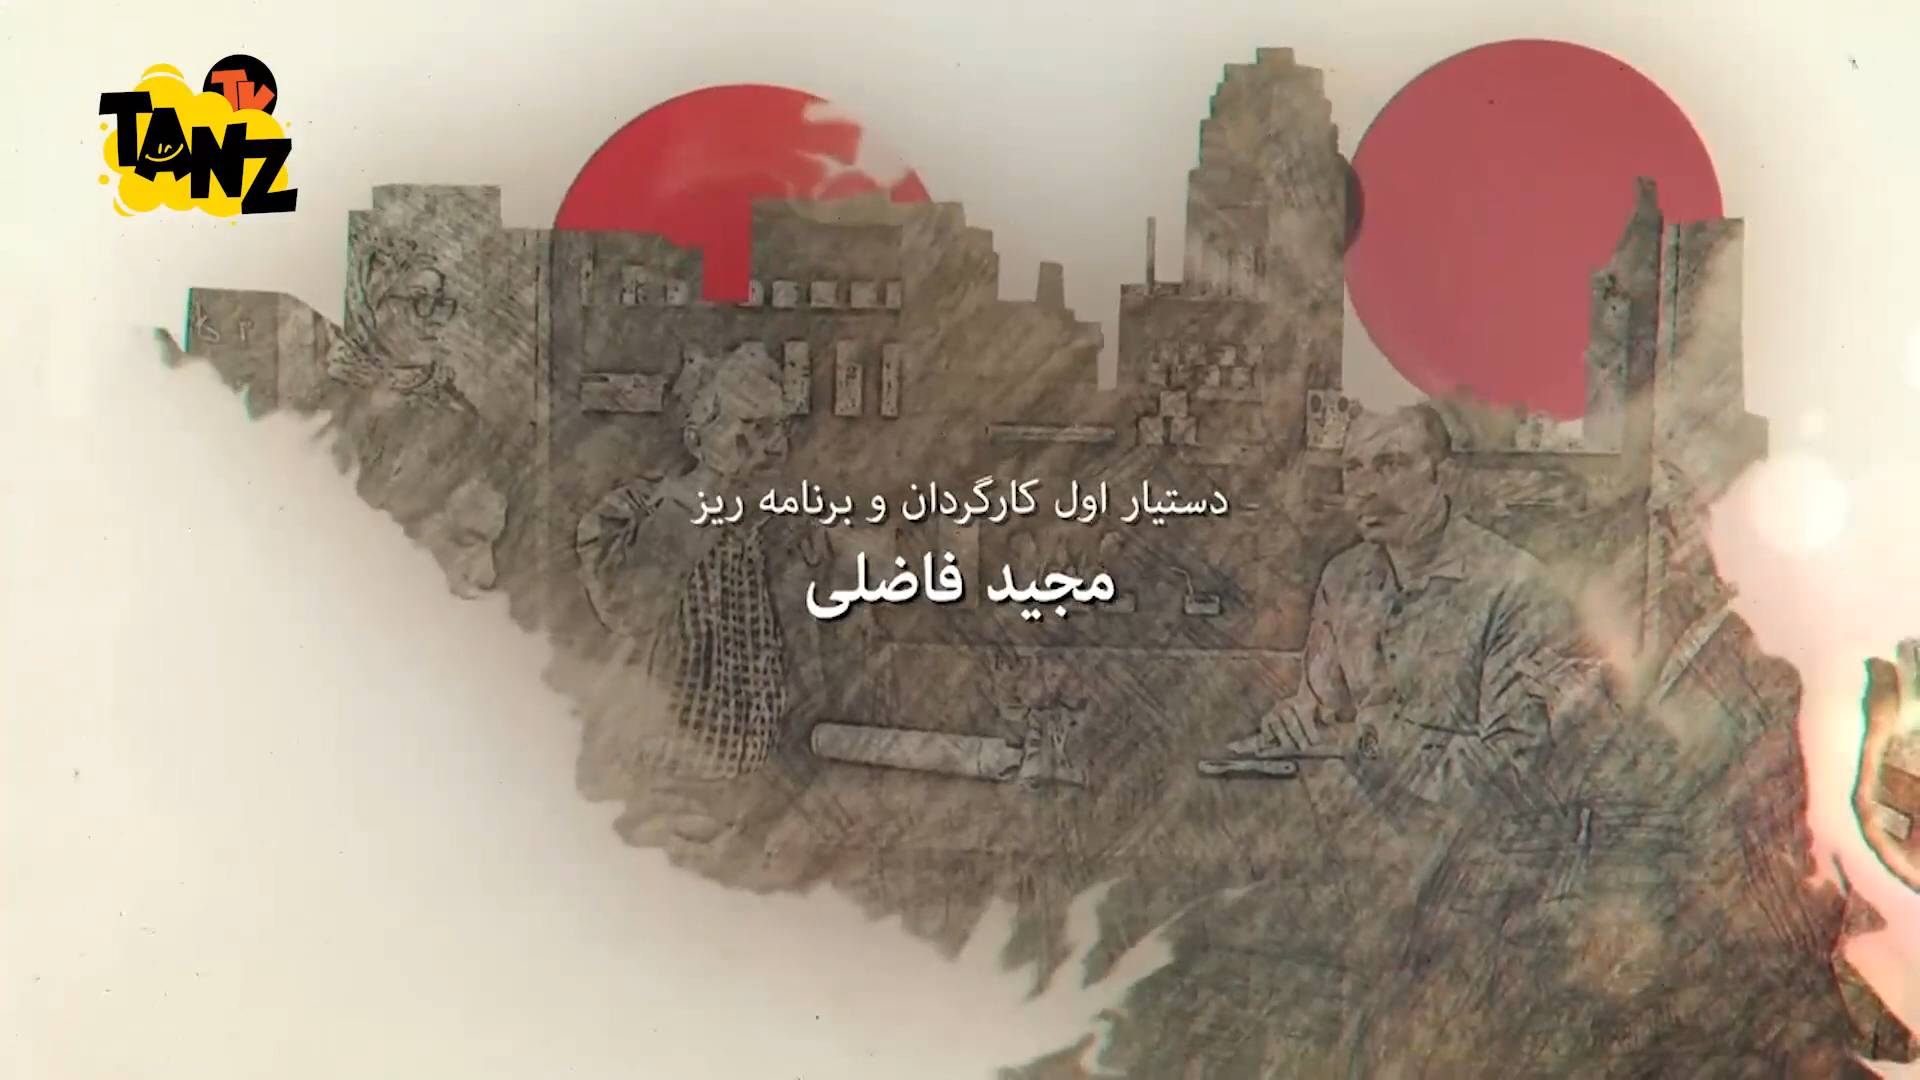 TV
TANZ
دستیار اول کارگردان و برنامه ریز
مجید فاضلی